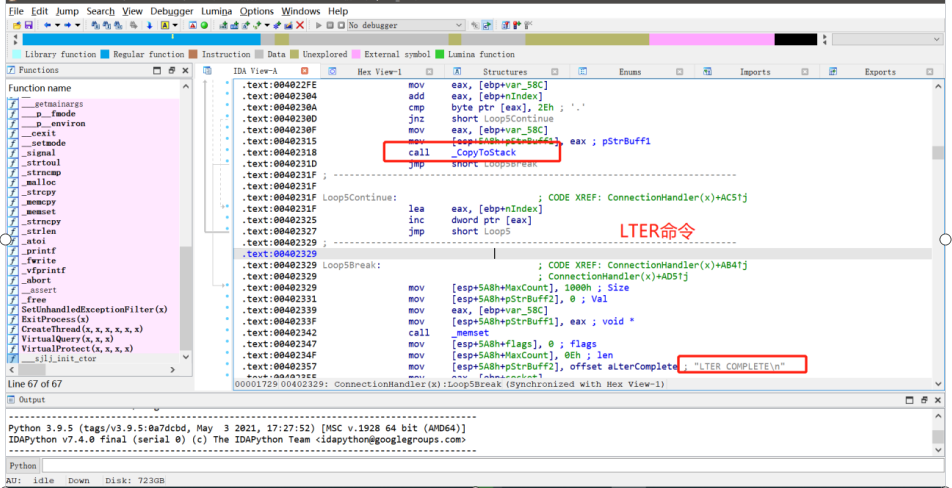 File Edit Jump Search View Debugger Lumina Options Windows Help
No debugger
Library function Regular function Instruction Data Unexplored External symbol Lumina function
Functions
IDA View-A Hex View-1 Structures Enums Imports Exports
Function name
___getmainargs
___p__fmode
___p__environ
__cexit
__setmode
_signal
_strtoul
_strncmp
_malloc
_strcpy
_memcpy
_memset
_strncpy
_strlen
_atoi
_printf
_fwrite
_vfprintf
_abort
__assert
_free
SetUnhandledExceptionFilter(x)
ExitProcess(x)
CreateThread(x,x,x,x,x,x)
VirtualQuery(x,x,x)
VirtualProtect(x,x,x,x)
___sjlj_init_ctor
Line 67 of 67
.text:004022FE mov eax, [ebp+var_58C]
.text:00402304 add eax, [ebp+nIndex]
.text:0040230A cmp byte ptr [eax], 2Eh ; '.'
.text:0040230D jnz short Loop5Continue
.text:0040230F mov eax, [ebp+var_58C]
.text:00402315 mov [esp+5A8h+pStrBuff1], eax ; pStrBuff1
.text:00402318 call _CopyToStack
.text:0040231D jmp short Loop5Break
.text:0040231F ; ---------------------------------------------------------------------------
.text:0040231F
.text:0040231F Loop5Continue: ; CODE XREF: ConnectionHandler(x)+AC5↑j
.text:0040231F lea eax, [ebp+nIndex]
.text:00402325 inc dword ptr [eax]
.text:00402327 jmp short Loop5
LTER命令
.text:00402329 ; ---------------------------------------------------------------------------
.text:00402329
.text:00402329 Loop5Break: ; CODE XREF: ConnectionHandler(x)+AB4↑j
.text:00402329 ; ConnectionHandler(x)+AD5↑j
.text:00402329 mov [esp+5A8h+MaxCount], 1000h ; Size
.text:00402331 mov [esp+5A8h+pStrBuff2], 0 ; Val
.text:00402339 mov eax, [ebp+var_58C]
.text:0040233F mov [esp+5A8h+pStrBuff1], eax ; void *
.text:00402342 call _memset
.text:00402347 mov [esp+5A8h+flags], 0 ; flags
.text:0040234F mov [esp+5A8h+MaxCount], 0Eh ; len
.text:00402357 mov [esp+5A8h+pStrBuff2], offset aLterComplete ; "LTER COMPLETE\n"
.text:0040235F mov eax, [ebp+socket]
00001729 00402329: ConnectionHandler(x):Loop5Break (Synchronized with Hex View-1)
Output
Python 3.9.5 (tags/v3.9.5:0a7dcbd, May 3 2021, 17:27:52) [MSC v.1928 64 bit (AMD64)]
IDAPython v7.4.0 final (serial 0) (c) The IDAPython Team <idapython@googlegroups.com>
Python
AU: idle Down Disk: 723GB